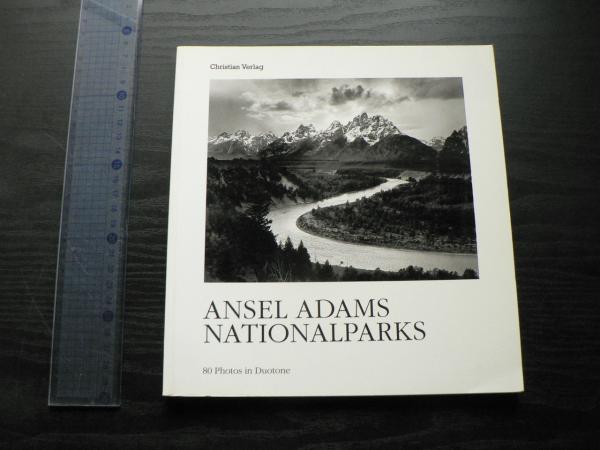 Christian Verlag
ANSEL ADAMS
NATIONALPARKS
80 Photos in Duotone